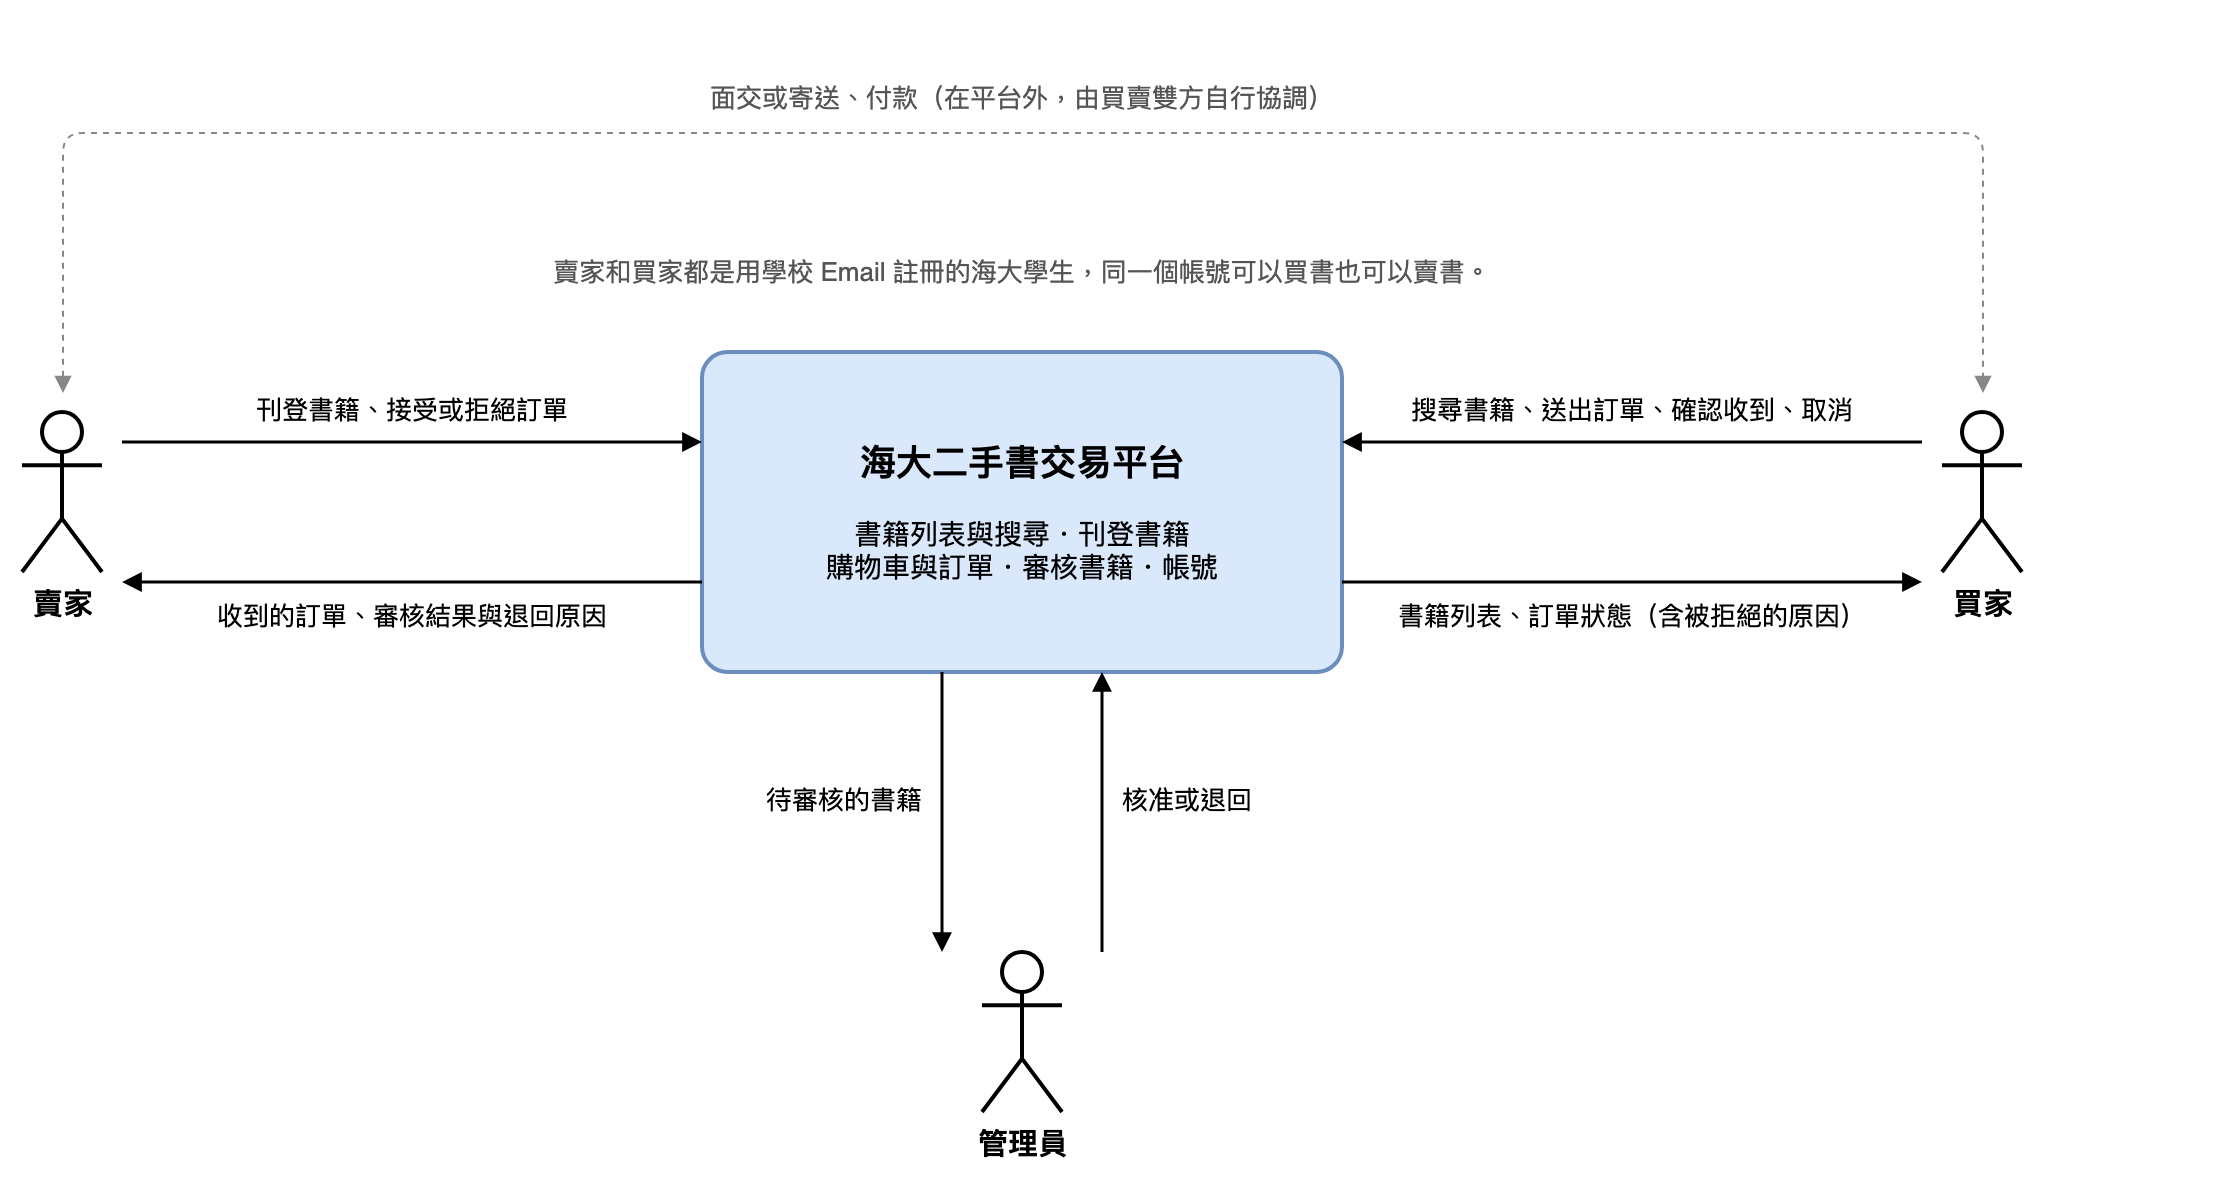 面交或寄送、付款（在平台外，由買賣雙方自行協調）
賣家和買家都是用學校 Email 註冊的海大學生，同一個帳號可以買書也可以賣書。
刊登書籍、接受或拒絕訂單
搜尋書籍、送出訂單、確認收到、取消
海大二手書交易平台
書籍列表與搜尋 · 刊登書籍
購物車與訂單 · 審核書籍 · 帳號
賣家
買家
收到的訂單、審核結果與退回原因
書籍列表、訂單狀態（含被拒絕的原因）
待審核的書籍
核准或退回
管理員